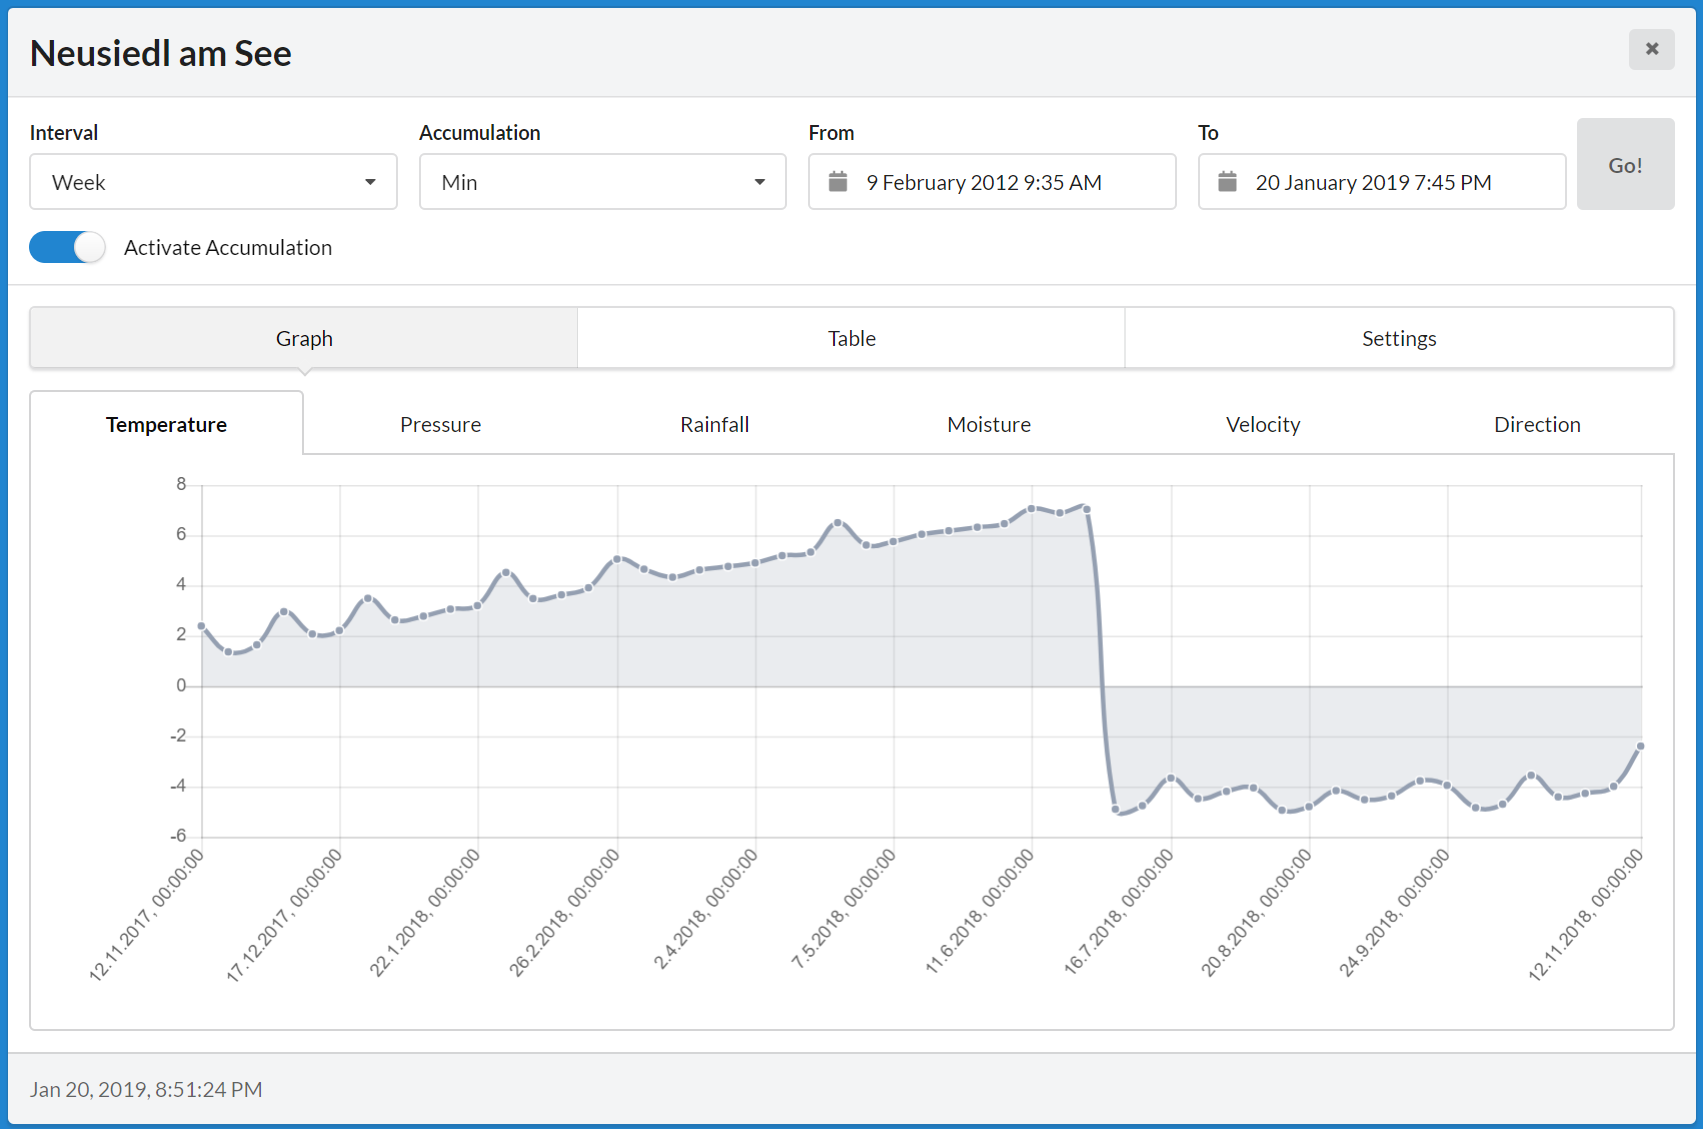 Neusiedl am See
Interval
Accumulation
From
To
Week
Min
9 February 2012 9:35 AM
20 January 2019 7:45 PM
Go!
Activate Accumulation
Graph
Table
Settings
Temperature
Pressure
Rainfall
Moisture
Velocity
Direction
8
6
4
2
0
-2
-4
-6
12.11.2017, 00:00:00
17.12.2017, 00:00:00
22.1.2018, 00:00:00
26.2.2018, 00:00:00
2.4.2018, 00:00:00
7.5.2018, 00:00:00
11.6.2018, 00:00:00
16.7.2018, 00:00:00
20.8.2018, 00:00:00
24.9.2018, 00:00:00
12.11.2018, 00:00:00
Jan 20, 2019, 8:51:24 PM